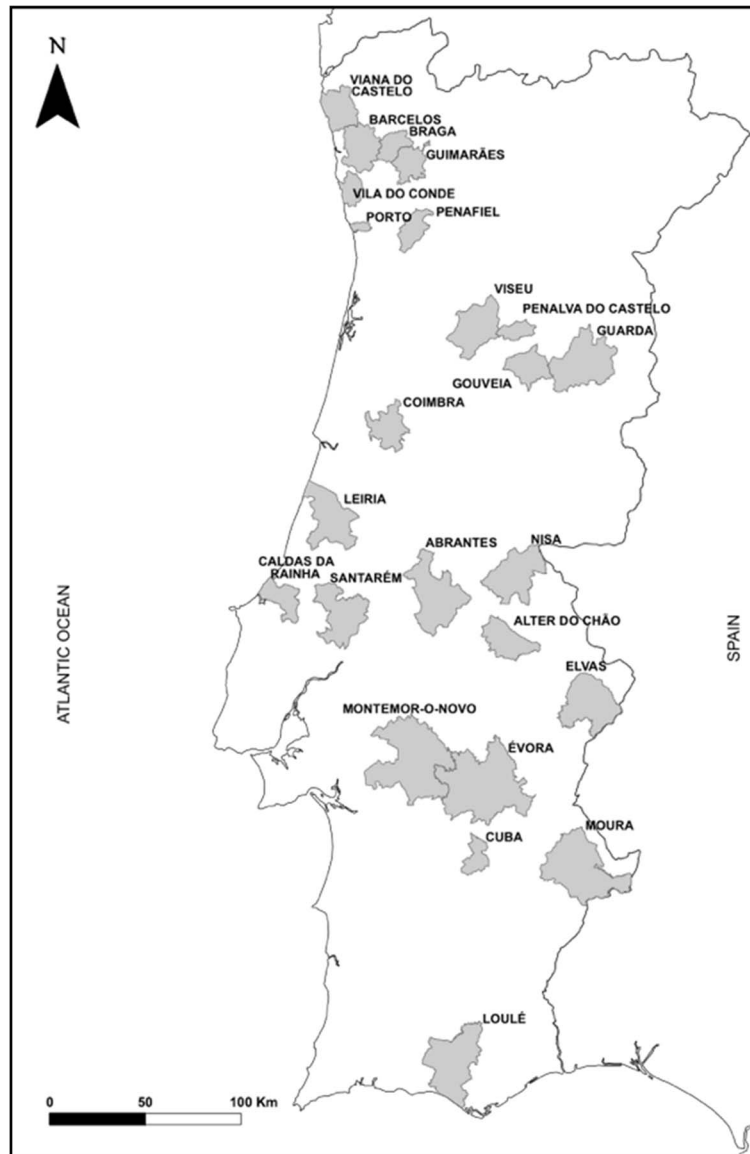 N
VIANA DO
CASTELO
BARCELOS
BRAGA
GUIMARÃES
VILA DO CONDE
PORTO
PENAFIEL
VISEU
PENALVA DO CASTELO
GUARDA
GOUVEIA
COIMBRA
LEIRIA
ABRANTES
NISA
CALDAS DA
RAINHA
SANTARÉM
ALTER DO CHÃO
ATLANTIC OCEAN
SPAIN
ELVAS
MONTEMOR-O-NOVO
ÉVORA
CUBA
MOURA
LOULÉ
0 50 100 Km